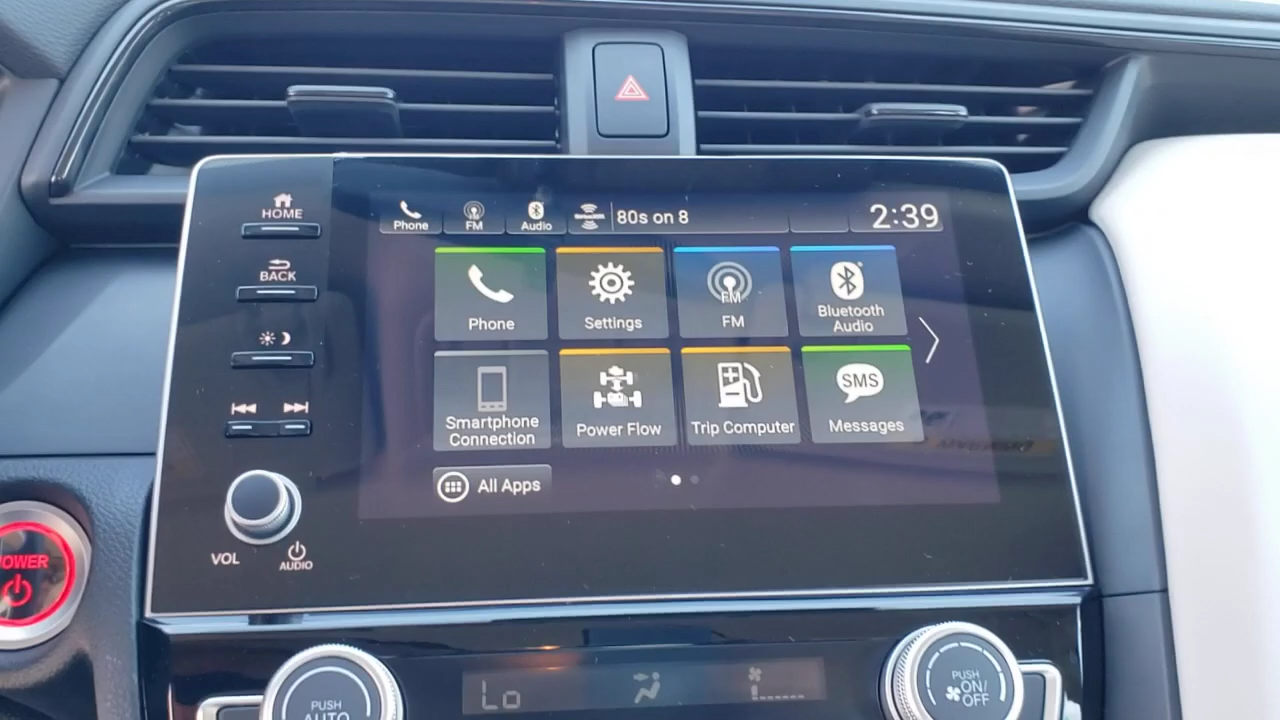 HOME
BACK
VOL
AUDIO
Phone
FM
Audio
80s on 8
2:39
Phone
Settings
FM
FM
Bluetooth
Audio
Smartphone
Connection
Power Flow
Trip Computer
SMS
Messages
All Apps
POWER
PUSH
AUTO
Lo
PUSH
ON/
OFF